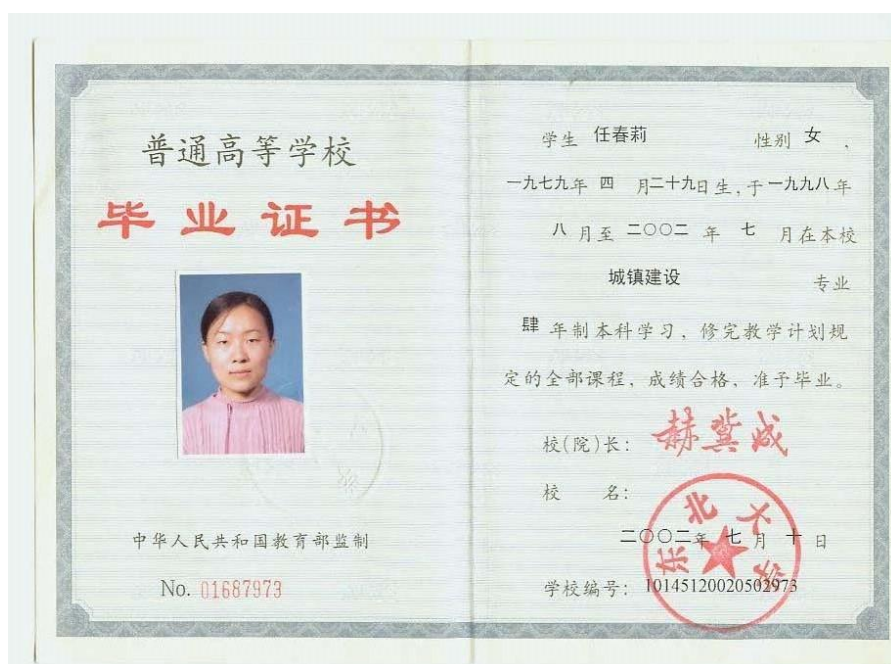 普通高等学校
毕业证书
中华人民共和国教育部监制
No. 01687973
学生 任春莉 性别 女 ,
一九七九年 四 月二十九日生,于一九九八年
八 月至 二〇〇二 年 七 月在本校
城镇建设 专业
肆 年制本科学习,修完教学计划规
定的全部课程,成绩合格,准予毕业。
校(院)长: 赫冀成
校 名:
东北大学
二〇〇二年 七 月 十 日
学校编号: 10145120020502973